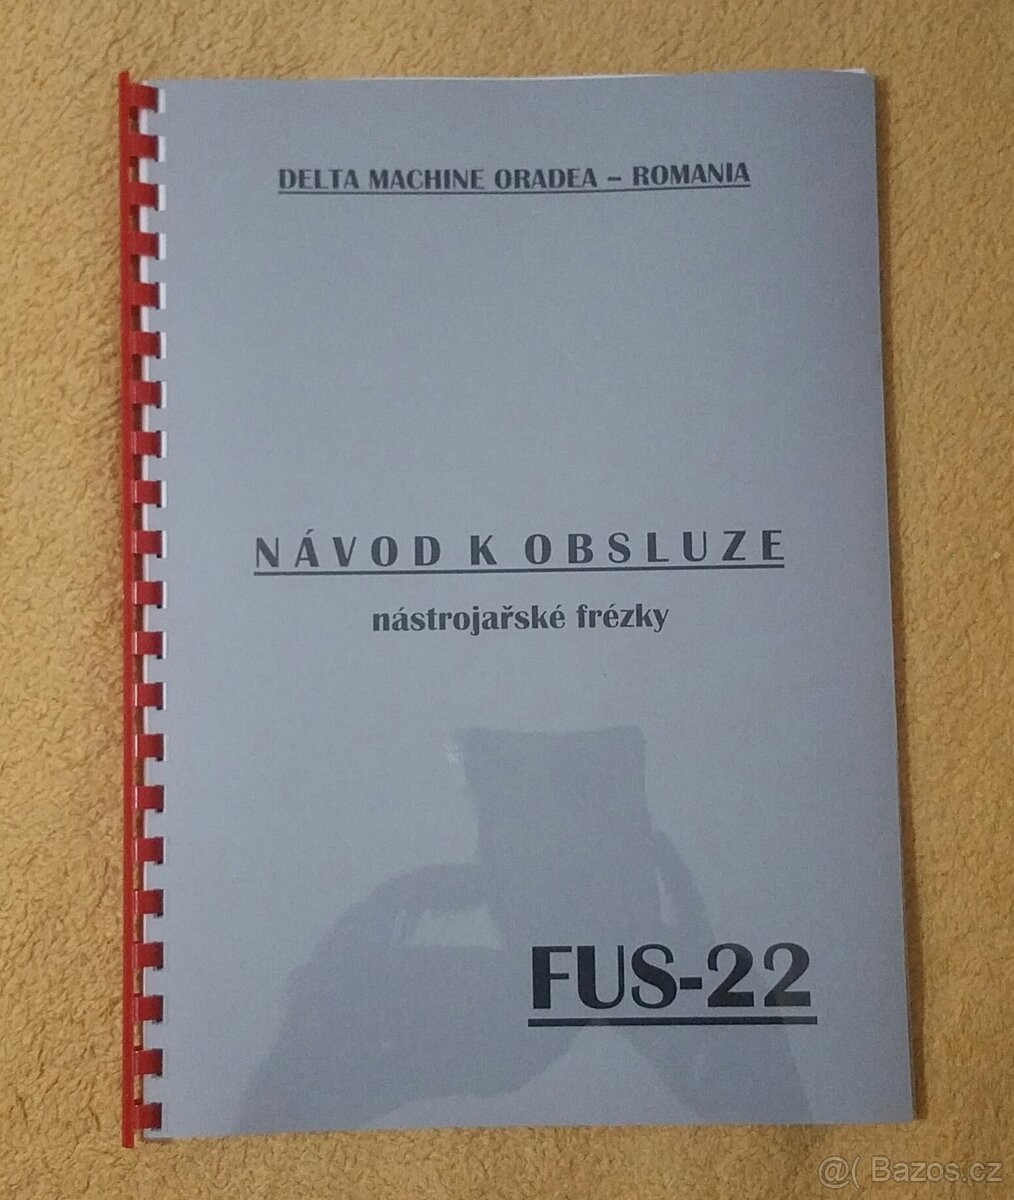 DELTA MACHINE ORADEA – ROMANIA
NÁVOD K OBSLUZE
nástrojařské frézky
FUS-22
@( Bazos.cz